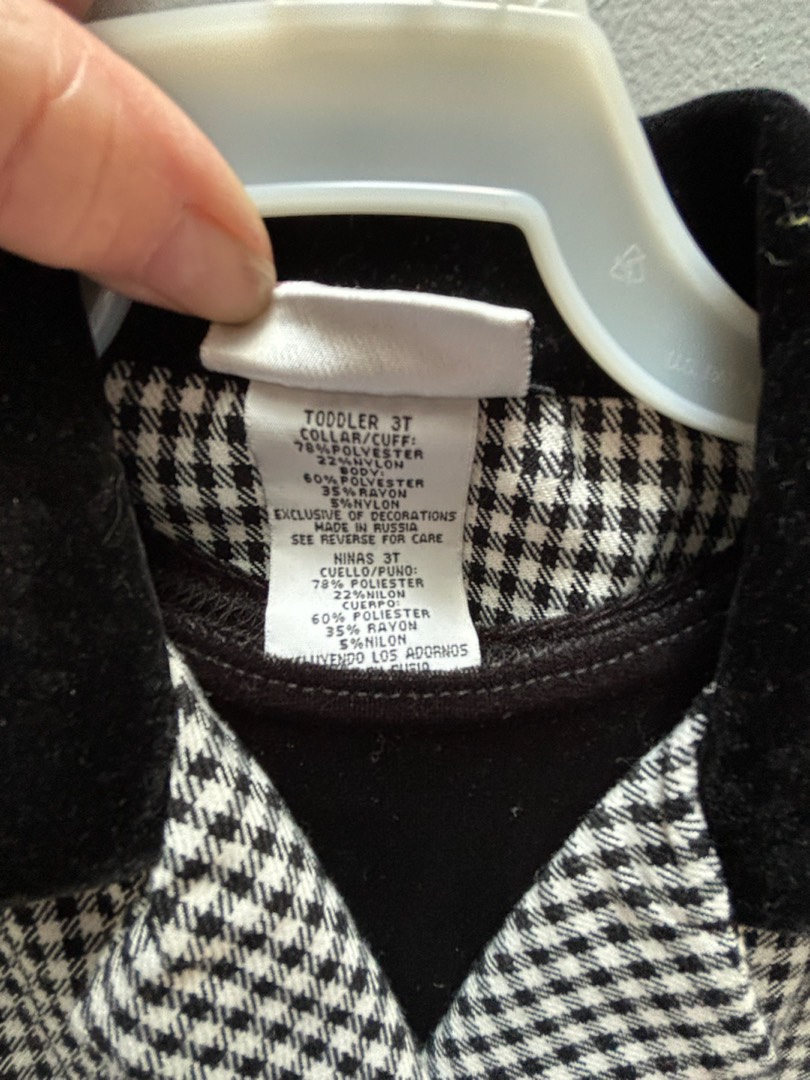 TODDLER 3T
COLLAR/CUFF:
78%POLYESTER
22%NYLON
BODY:
60%POLYESTER
35%RAYON
5%NYLON
EXCLUSIVE OF DECORATIONS
MADE IN RUSSIA
SEE REVERSE FOR CARE
NINAS 3T
CUELLO/PUNO:
78% POLIESTER
22%NILON
CUERPO:
60% POLIESTER
35% RAYON
5%NILON
LOS ADORNOS